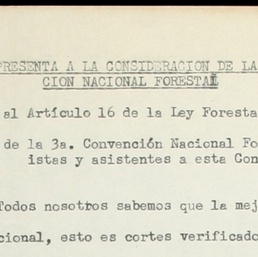 PRESENTA A LA CONSIDERACION DE LA
CION NACIONAL FORESTAL
al Artículo 16 de la Ley Foresta
de la 3a. Convención Nacional Fo
istas y asistentes a esta Con
Todos nosotros sabemos que la mej
cional, esto es cortes verificado